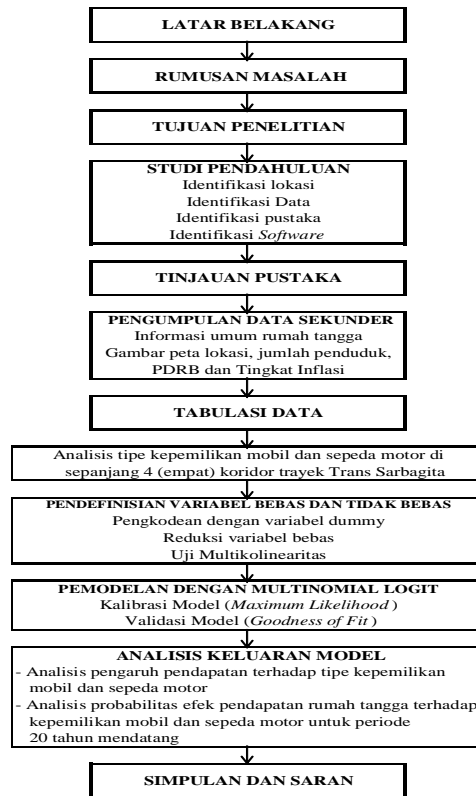 LATAR BELAKANG
RUMUSAN MASALAH
TUJUAN PENELITIAN
STUDI PENDAHULUAN
Identifikasi lokasi
Identifikasi Data
Identifikasi pustaka
Identifikasi Software
TINJAUAN PUSTAKA
PENGUMPULAN DATA SEKUNDER
Informasi umum rumah tangga
Gambar peta lokasi, jumlah penduduk,
PDRB dan Tingkat Inflasi
TABULASI DATA
Analisis tipe kepemilikan mobil dan sepeda motor di
sepanjang 4 (empat) koridor trayek Trans Sarbagita
PENDEFINISIAN VARIABEL BEBAS DAN TIDAK BEBAS
Pengkodean dengan variabel dummy
Reduksi variabel bebas
Uji Multikolinearitas
PEMODELAN DENGAN MULTINOMIAL LOGIT
Kalibrasi Model (Maximum Likelihood )
Validasi Model (Goodness of Fit )
ANALISIS KELUARAN MODEL
- Analisis pengaruh pendapatan terhadap tipe kepemilikan
mobil dan sepeda motor
- Analisis probabilitas efek pendapatan rumah tangga terhadap
kepemilikan mobil dan sepeda motor untuk periode
20 tahun mendatang
SIMPULAN DAN SARAN